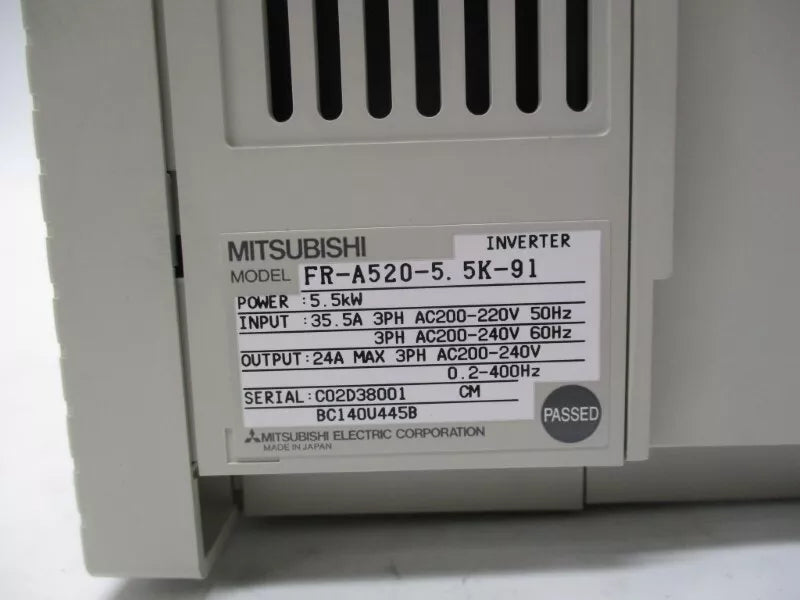 MITSUBISHI INVERTER
MODEL FR-A520-5.5K-91
POWER :5.5kW
INPUT :35.5A 3PH AC200-220V 50Hz
3PH AC200-240V 60Hz
OUTPUT:24A MAX 3PH AC200-240V
0.2-400Hz
SERIAL:C02D38001 CM
BC140U445B
PASSED
MITSUBISHI ELECTRIC CORPORATION
MADE IN JAPAN